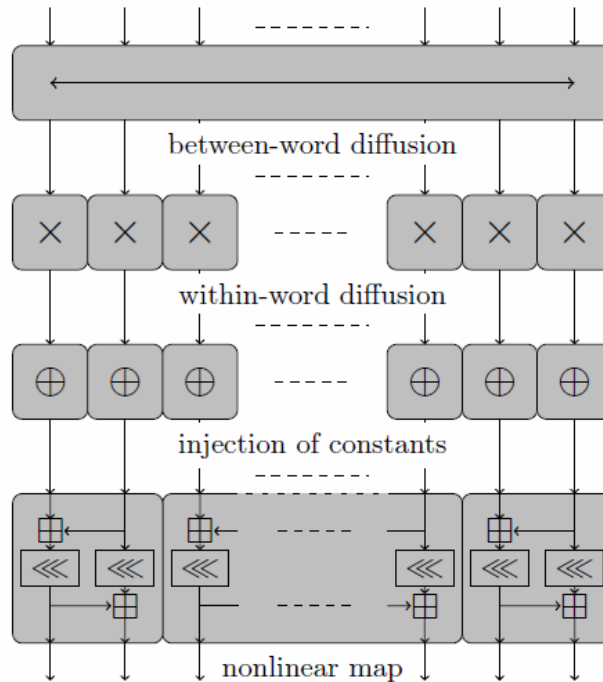 between-word diffusion
within-word diffusion
injection of constants
nonlinear map